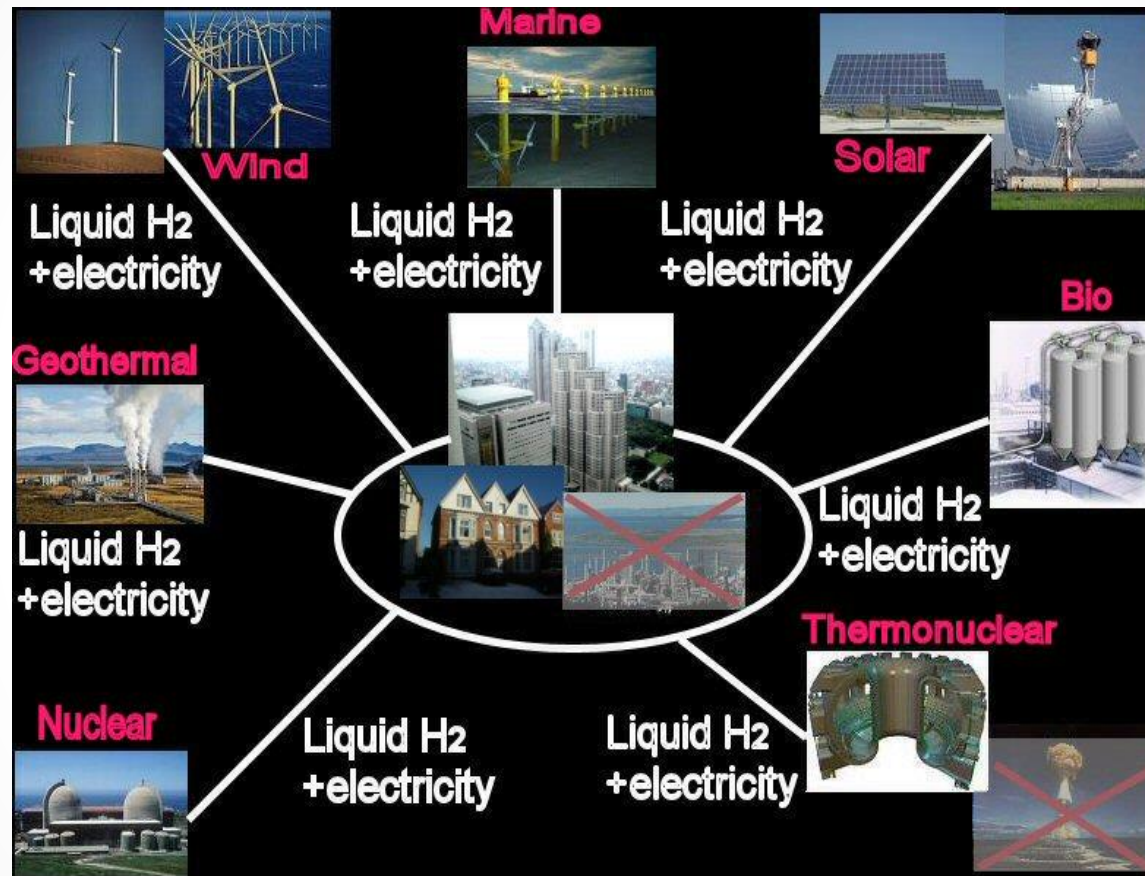 Marine
Wind
Solar
Liquid H2
+electricity
Liquid H2
+electricity
Liquid H2
+electricity
Bio
Geothermal
Liquid H2
+electricity
Liquid H2
+electricity
Thermonuclear
Nuclear
Liquid H2
+electricity
Liquid H2
+electricity